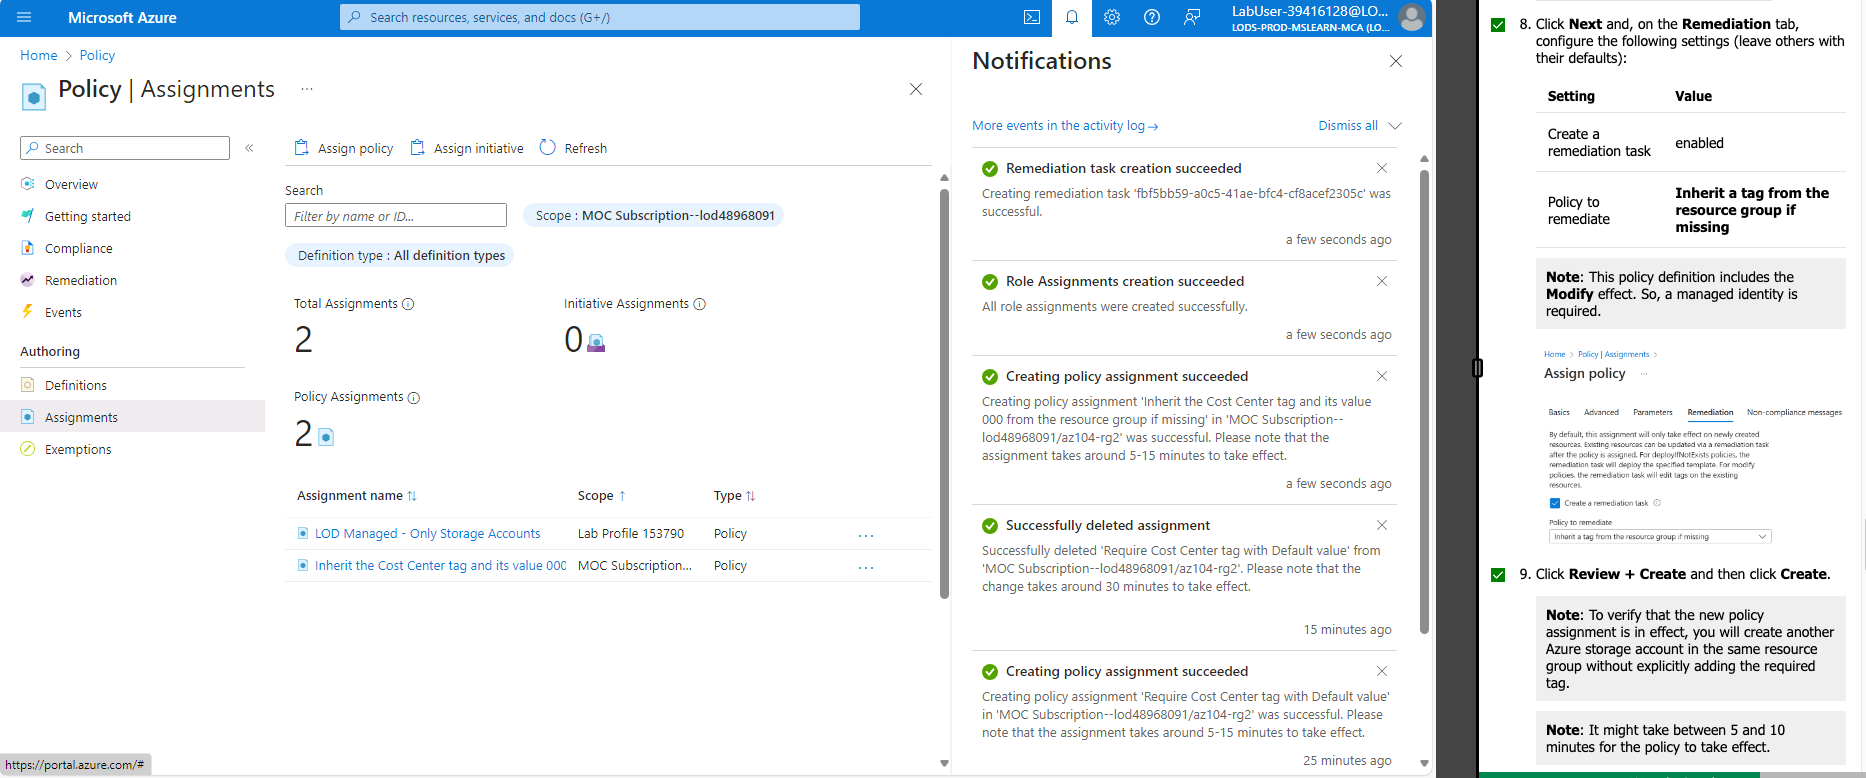 Microsoft Azure
Search resources, services, and docs (G+/)
LabUser-39416128@LO...
LODS-PROD-MSLEARN-MCA (LO...
Home > Policy
Policy | Assignments ...
Search
«
Overview
Getting started
Compliance
Remediation
Events
Authoring
Definitions
Assignments
Exemptions
Assign policy
Assign initiative
Refresh
Search
Filter by name or ID...
Scope : MOC Subscription--lod48968091
Definition type : All definition types
Total Assignments
2
Initiative Assignments
0
Policy Assignments
2
Assignment name ↑↓ Scope ↑ Type ↑↓
LOD Managed - Only Storage Accounts Lab Profile 153790 Policy ...
Inherit the Cost Center tag and its value 000 MOC Subscription... Policy ...
https://portal.azure.com/#
Notifications
More events in the activity log →
Dismiss all
Remediation task creation succeeded
Creating remediation task 'fbf5bb59-a0c5-41ae-bfc4-cf8acef2305c' was
successful.
a few seconds ago
Role Assignments creation succeeded
All role assignments were created successfully.
a few seconds ago
Creating policy assignment succeeded
Creating policy assignment 'Inherit the Cost Center tag and its value
000 from the resource group if missing' in 'MOC Subscription--
lod48968091/az104-rg2' was successful. Please note that the
assignment takes around 5-15 minutes to take effect.
a few seconds ago
Successfully deleted assignment
Successfully deleted 'Require Cost Center tag with Default value' from
'MOC Subscription--lod48968091/az104-rg2'. Please note that the
change takes around 30 minutes to take effect.
15 minutes ago
Creating policy assignment succeeded
Creating policy assignment 'Require Cost Center tag with Default value'
in 'MOC Subscription--lod48968091/az104-rg2' was successful. Please
note that the assignment takes around 5-15 minutes to take effect.
25 minutes ago
8. Click Next and, on the Remediation tab,
configure the following settings (leave others with
their defaults):
Setting Value
Create a
remediation task
enabled
Policy to
remediate
Inherit a tag from the
resource group if
missing
Note: This policy definition includes the
Modify effect. So, a managed identity is
required.
Home > Policy | Assignments >
Assign policy ...
Basics Advanced Parameters Remediation Non-compliance messages
By default, this assignment will only take effect on newly created
resources. Existing resources can be updated via a remediation task
after the policy is assigned. For deployIfNotExists policies, the
remediation task will deploy the specified template. For modify
policies, the remediation task will edit tags on the existing
resources.
Create a remediation task
Policy to remediate
Inherit a tag from the resource group if missing
9. Click Review + Create and then click Create.
Note: To verify that the new policy
assignment is in effect, you will create another
Azure storage account in the same resource
group without explicitly adding the required
tag.
Note: It might take between 5 and 10
minutes for the policy to take effect.